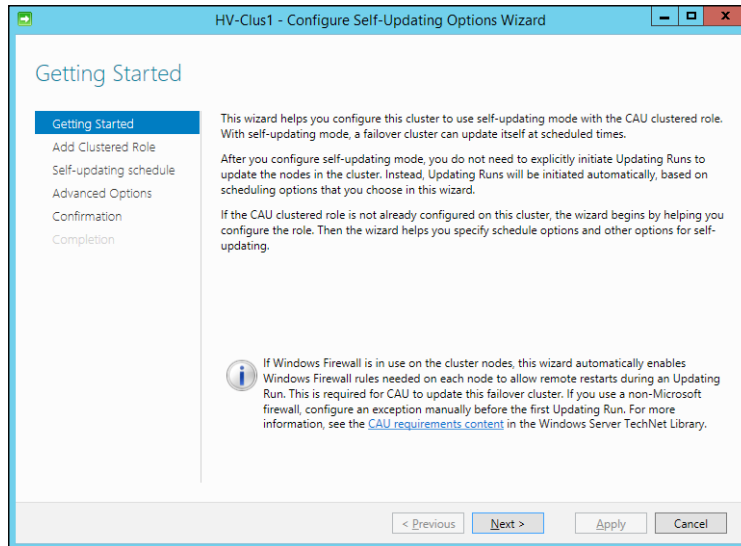 HV-Clus1 - Configure Self-Updating Options Wizard
x
Getting Started
Getting Started
Add Clustered Role
Self-updating schedule
Advanced Options
Confirmation
Completion
This wizard helps you configure this cluster to use self-updating mode with the CAU clustered role.
With self-updating mode, a failover cluster can update itself at scheduled times.
After you configure self-updating mode, you do not need to explicitly initiate Updating Runs to
update the nodes in the cluster. Instead, Updating Runs will be initiated automatically, based on
scheduling options that you choose in this wizard.
If the CAU clustered role is not already configured on this cluster, the wizard begins by helping you
configure the role. Then the wizard helps you specify schedule options and other options for self-
updating.
If Windows Firewall is in use on the cluster nodes, this wizard automatically enables
Windows Firewall rules needed on each node to allow remote restarts during an Updating
Run. This is required for CAU to update this failover cluster. If you use a non-Microsoft
firewall, configure an exception manually before the first Updating Run. For more
information, see the CAU requirements content in the Windows Server TechNet Library.
< Previous
Next >
Apply
Cancel